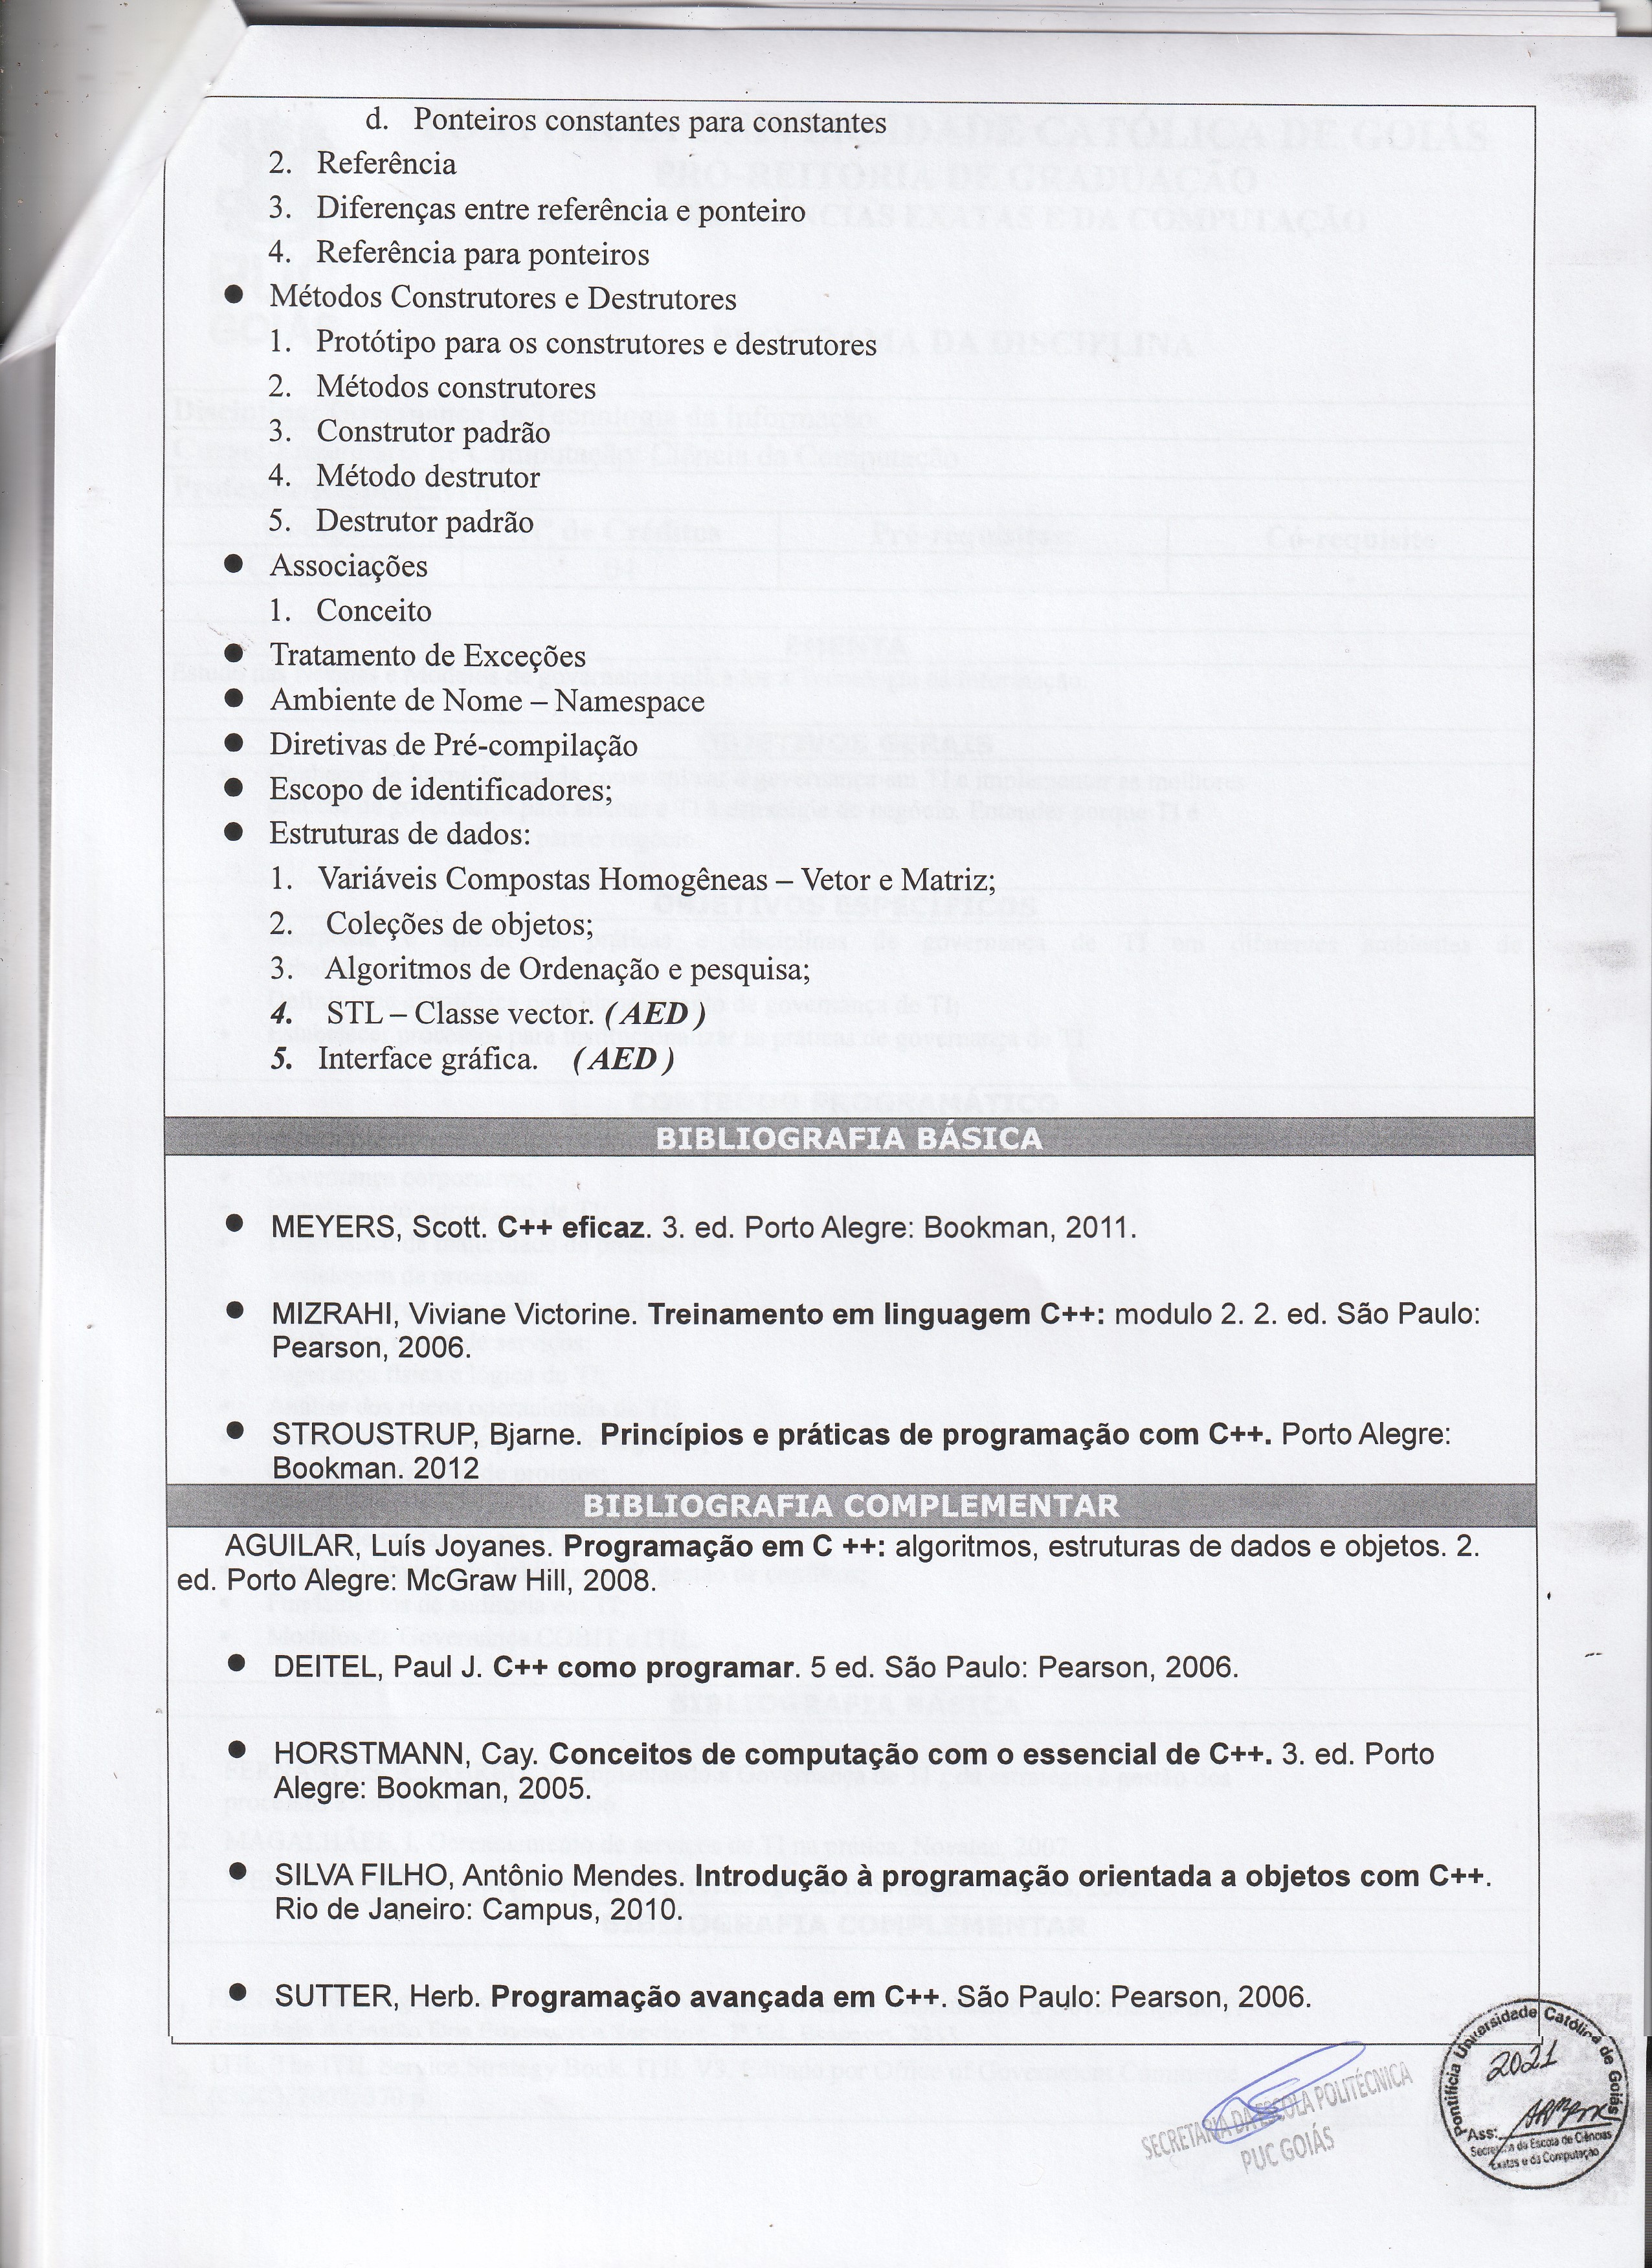 d. Ponteiros constantes para constantes
2. Referência
3. Diferenças entre referência e ponteiro
4. Referência para ponteiros
● Métodos Construtores e Destrutores
1. Protótipo para os construtores e destrutores
2. Métodos construtores
3. Construtor padrão
4. Método destrutor
5. Destrutor padrão
● Associações
1. Conceito
● Tratamento de Exceções
● Ambiente de Nome – Namespace
● Diretivas de Pré-compilação
● Escopo de identificadores;
● Estruturas de dados:
1. Variáveis Compostas Homogêneas – Vetor e Matriz;
2. Coleções de objetos;
3. Algoritmos de Ordenação e pesquisa;
4. STL – Classe vector. (AED)
5. Interface gráfica. (AED)
BIBLIOGRAFIA BÁSICA
● MEYERS, Scott. C++ eficaz. 3. ed. Porto Alegre: Bookman, 2011.
● MIZRAHI, Viviane Victorine. Treinamento em linguagem C++: modulo 2. 2. ed. São Paulo:
Pearson, 2006.
● STROUSTRUP, Bjarne. Princípios e práticas de programação com C++. Porto Alegre:
Bookman. 2012
BIBLIOGRAFIA COMPLEMENTAR
AGUILAR, Luís Joyanes. Programação em C ++: algoritmos, estruturas de dados e objetos. 2.
ed. Porto Alegre: McGraw Hill, 2008.
● DEITEL, Paul J. C++ como programar. 5 ed. São Paulo: Pearson, 2006.
● HORSTMANN, Cay. Conceitos de computação com o essencial de C++. 3. ed. Porto
Alegre: Bookman, 2005.
● SILVA FILHO, Antônio Mendes. Introdução à programação orientada a objetos com C++.
Rio de Janeiro: Campus, 2010.
● SUTTER, Herb. Programação avançada em C++. São Paulo: Pearson, 2006.
SECRETARIA DA ESCOLA POLITÉCNICA
PUC GOIÁS
Pontifícia Universidade Católica de Goiás
2021
Ass:
Secretaria da Escola de Ciências
Exatas e da Computação